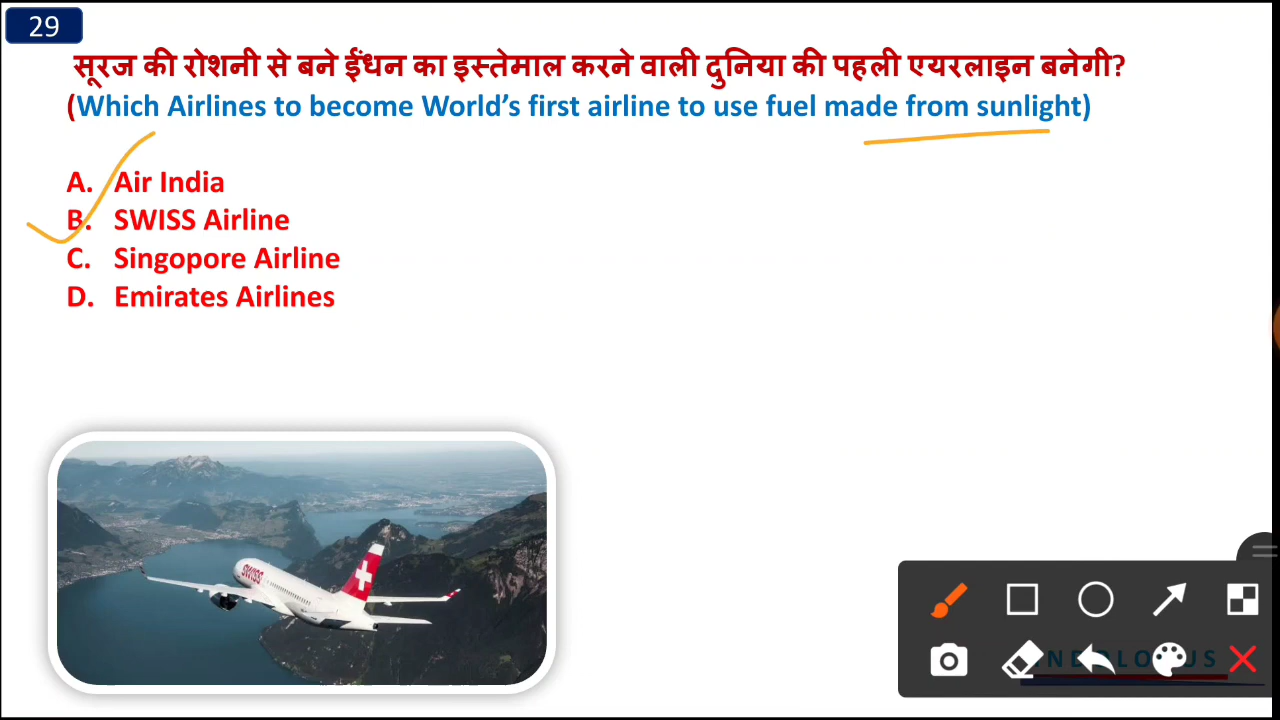 29
सूरज की रोशनी से बने ईंधन का इस्तेमाल करने वाली दुनिया की पहली एयरलाइन बनेगी?
(Which Airlines to become World's first airline to use fuel made from sunlight)
A. Air India
B. SWISS Airline
C. Singopore Airline
D. Emirates Airlines
SWISS